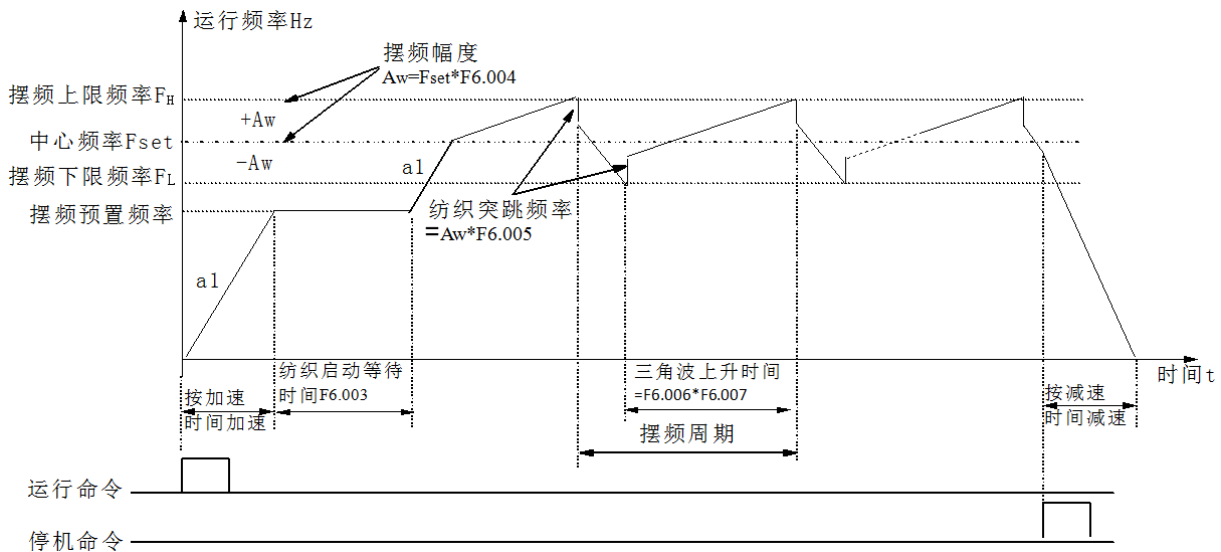 运行频率Hz
摆频幅度
Aw=Fset*F6.004
摆频上限频率FH
+Aw
中心频率Fset
-Aw
摆频下限频率FL
a1
摆频预置频率
纺织突跳频率
=Aw*F6.005
a1
时间t
纺织启动等待
时间F6.003
三角波上升时间
=F6.006*F6.007
按加速
时间加速
按减速
时间减速
摆频周期
运行命令
停机命令